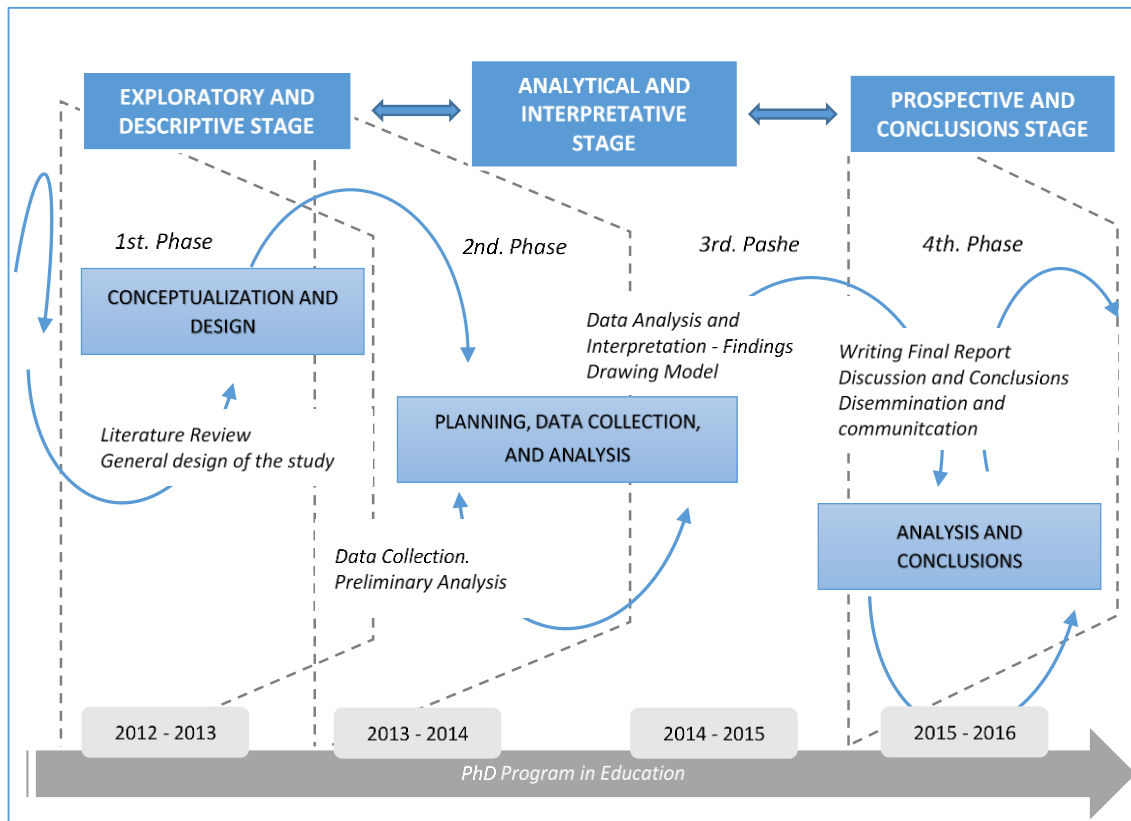 EXPLORATORY AND
DESCRIPTIVE STAGE
ANALYTICAL AND
INTERPRETATIVE
STAGE
PROSPECTIVE AND
CONCLUSIONS STAGE
1st. Phase
2nd. Phase
3rd. Pashe
4th. Phase
CONCEPTUALIZATION AND
DESIGN
Literature Review
General design of the study
Data Analysis and
Interpretation - Findings
Drawing Model
Writing Final Report
Discussion and Conclusions
Disemmination and
communitcation
PLANNING, DATA COLLECTION,
AND ANALYSIS
Data Collection.
Preliminary Analysis
ANALYSIS AND
CONCLUSIONS
2012 - 2013
2013 - 2014
2014 - 2015
2015 - 2016
PhD Program in Education